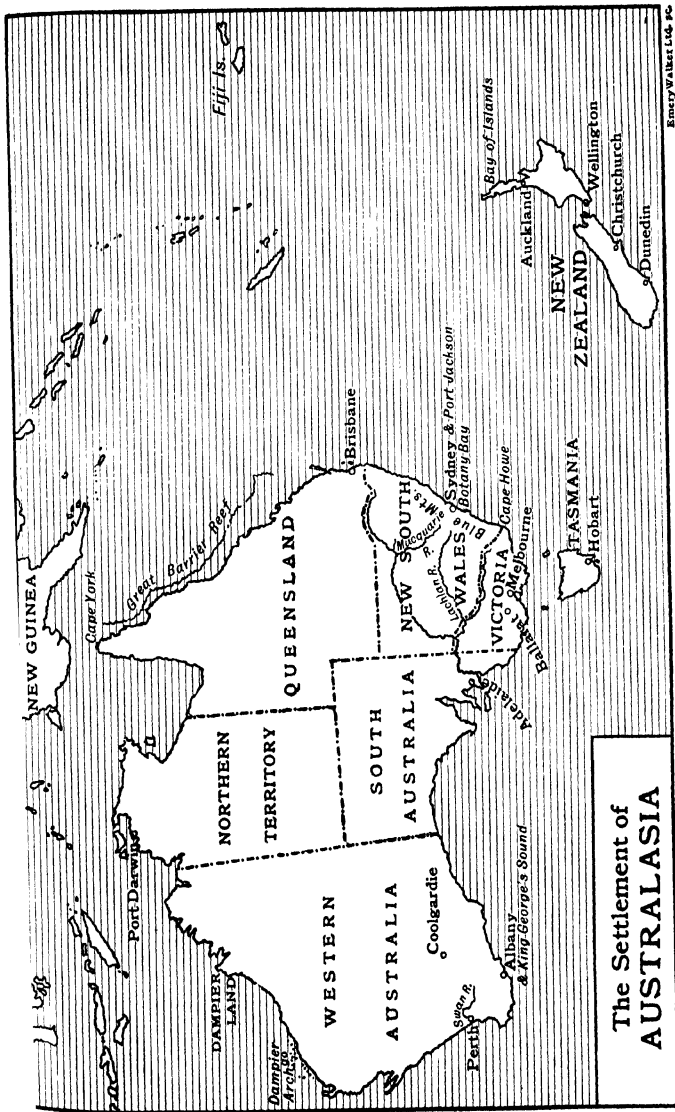 NEW GUINEA
Fiji Is.
Cape York
Great Barrier Reef
Port Darwin
DAMPIER
LAND
Dampier
Archgo
NORTHERN
TERRITORY
QUEENSLAND
WESTERN
AUSTRALIA
SOUTH
AUSTRALIA
Coolgardie
Swan R.
Perth
Albany
& King George's Sound
Brisbane
NEW SOUTH
WALES
Macquarie
R.
Lachlan R.
Blue Mts.
Sydney & Port Jackson
Botany Bay
Cape Howe
VICTORIA
Melbourne
Ballarat
Adelaide
TASMANIA
Hobart
Bay of Islands
Auckland
NEW
ZEALAND
Wellington
Christchurch
Dunedin
The Settlement of
AUSTRALASIA
Emery Walker Ltd. sc.